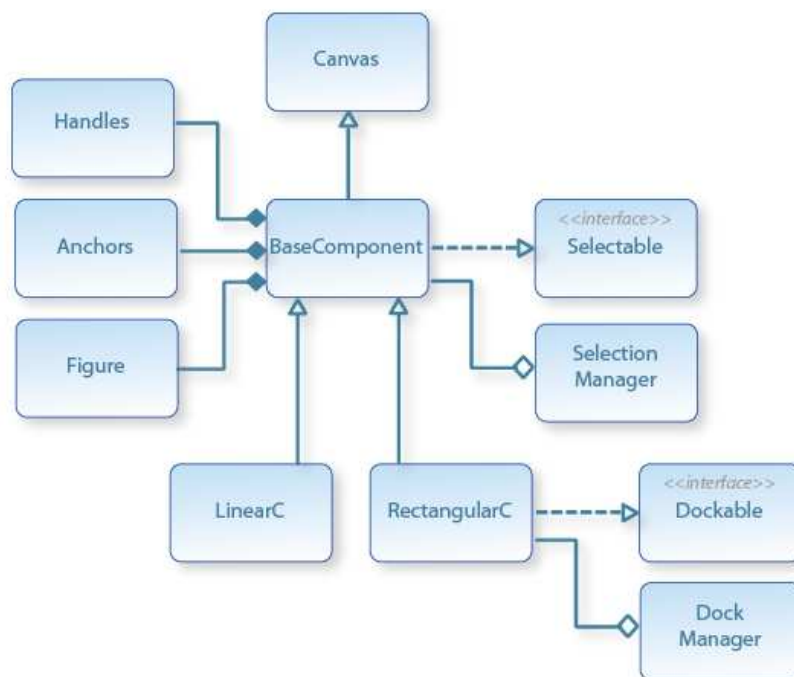 Canvas
Handles
Anchors
BaseComponent
<<interface>>
Selectable
Figure
Selection
Manager
LinearC
RectangularC
<<interface>>
Dockable
Dock
Manager